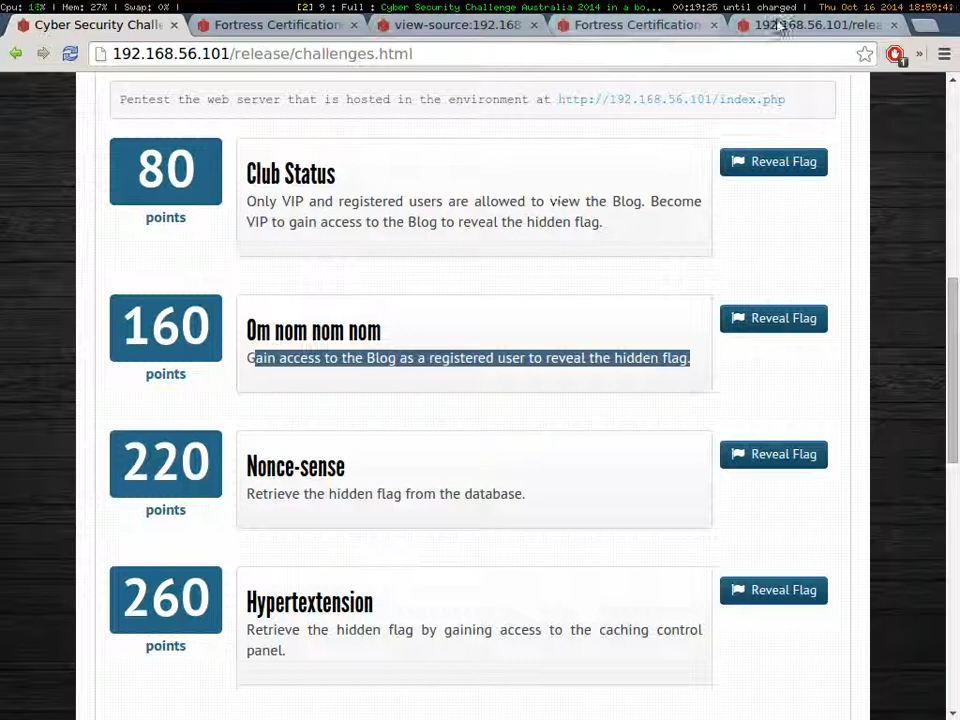 Cpu: 13% | Mem: 27% | Swap: 0% | [2] 9 : Full : Cyber Security Challenge Australia 2014 in a bo... 00:19:25 until charged | Thu Oct 16 2014 18:59:4
Cyber Security Chall × Fortress Certification × view-source:192.168 × Fortress Certification × 192.168.56.101/relea ×
192.168.56.101/release/challenges.html 1 »
Pentest the web server that is hosted in the environment at http://192.168.56.101/index.php
80
points
Club Status
Only VIP and registered users are allowed to view the Blog. Become
VIP to gain access to the Blog to reveal the hidden flag.
Reveal Flag
160
points
Om nom nom nom
Gain access to the Blog as a registered user to reveal the hidden flag.
Reveal Flag
220
points
Nonce-sense
Retrieve the hidden flag from the database.
Reveal Flag
260
points
Hypertextension
Retrieve the hidden flag by gaining access to the caching control
panel.
Reveal Flag